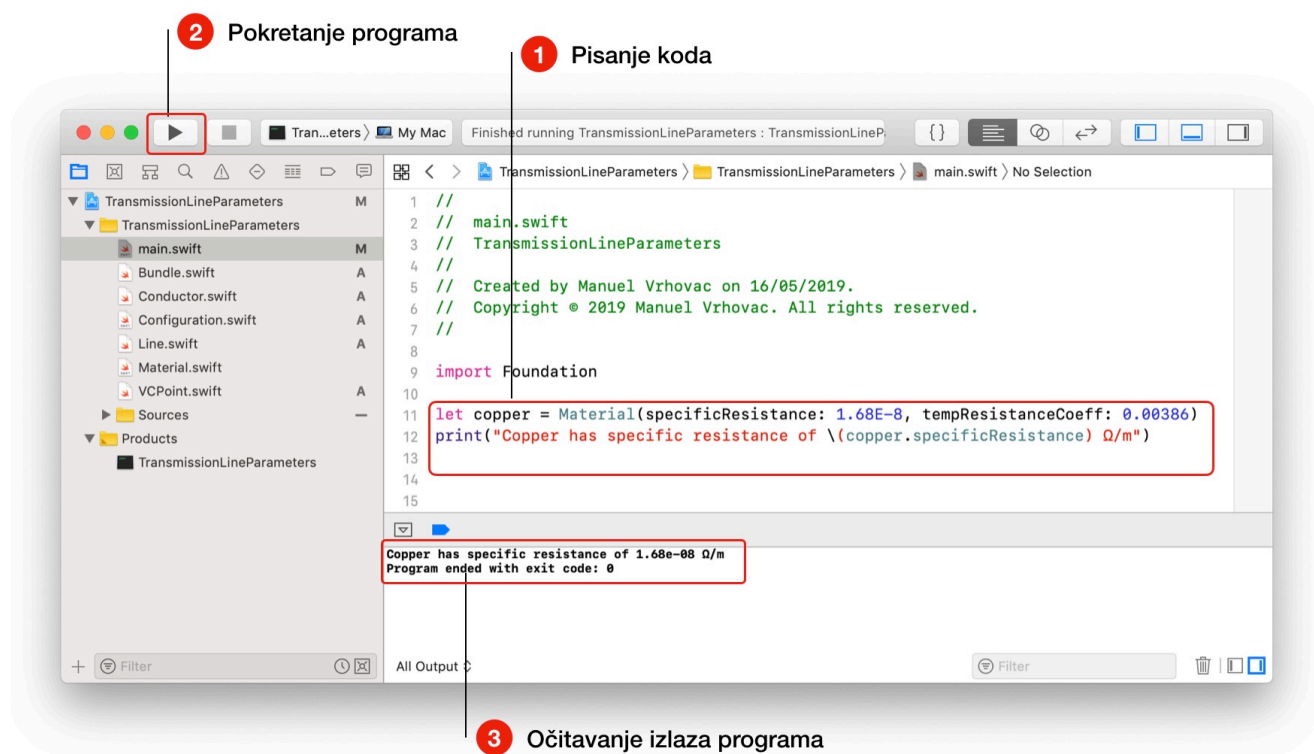 2 Pokretanje programa
1 Pisanje koda
Tran...eters 〉 My Mac
Finished running TransmissionLineParameters : TransmissionLineP
{ }
TransmissionLineParameters 〉 TransmissionLineParameters 〉 main.swift 〉 No Selection
TransmissionLineParameters M
TransmissionLineParameters
main.swift M
Bundle.swift A
Conductor.swift A
Configuration.swift A
Line.swift A
Material.swift
VCPoint.swift A
Sources —
Products
TransmissionLineParameters
1 //
2 // main.swift
3 // TransmissionLineParameters
4 //
5 // Created by Manuel Vrhovac on 16/05/2019.
6 // Copyright © 2019 Manuel Vrhovac. All rights reserved.
7 //
8
9 import Foundation
10
11 let copper = Material(specificResistance: 1.68E-8, tempResistanceCoeff: 0.00386)
12 print("Copper has specific resistance of \(copper.specificResistance) Ω/m")
13
14
15
Copper has specific resistance of 1.68e-08 Ω/m
Program ended with exit code: 0
Filter
All Output
Filter
3 Očitavanje izlaza programa